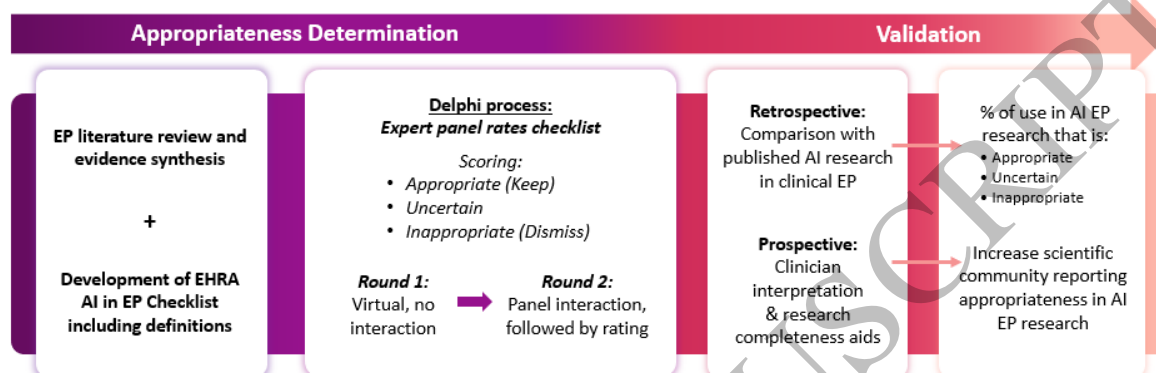 Appropriateness Determination
Validation
EP literature review and
evidence synthesis
+
Development of EHRA
AI in EP Checklist
including definitions
Delphi process:
Expert panel rates checklist
Scoring:
• Appropriate (Keep)
• Uncertain
• Inappropriate (Dismiss)
Round 1:
Virtual, no
interaction
Round 2:
Panel interaction,
followed by rating
Retrospective:
Comparison with
published AI research
in clinical EP
Prospective:
Clinician
interpretation
& research
completeness aids
% of use in AI EP
research that is:
• Appropriate
• Uncertain
• Inappropriate
Increase scientific
community reporting
appropriateness in AI
EP research
USCRIPT